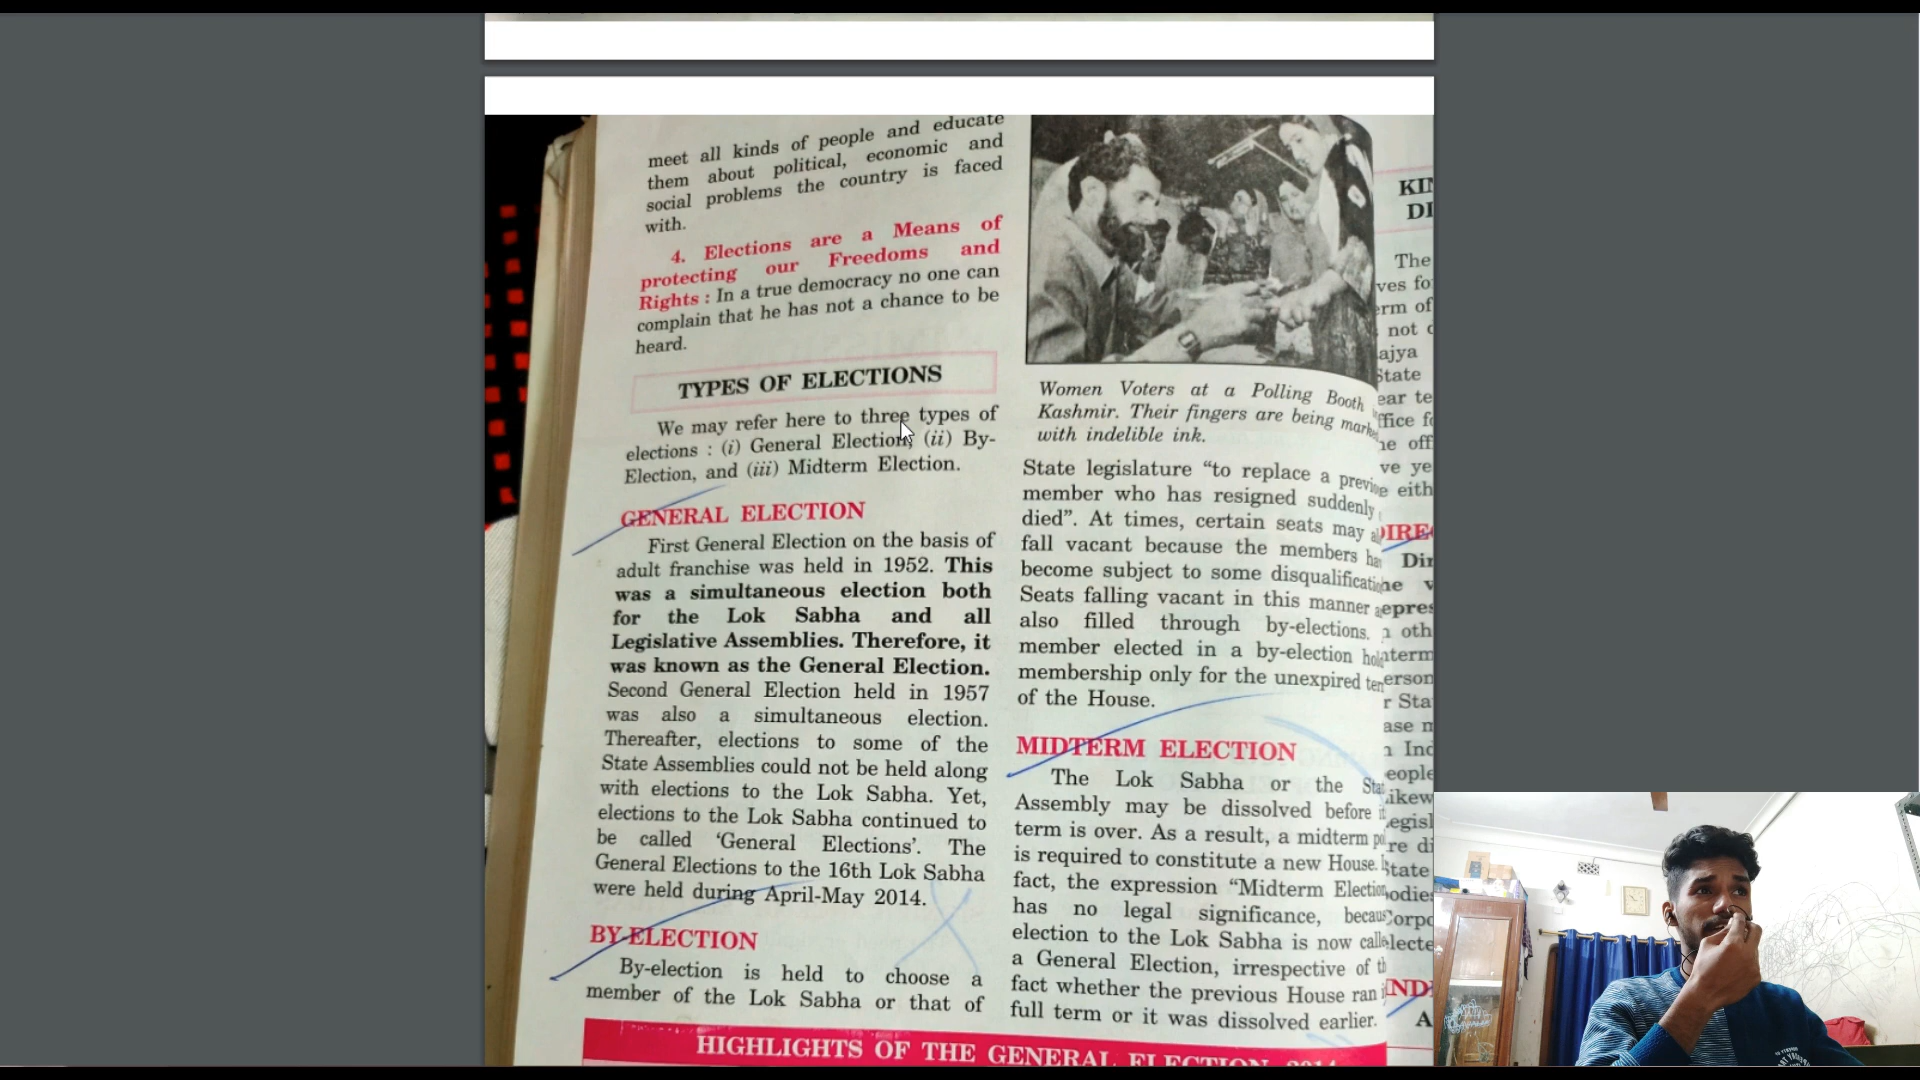 meet all kinds of people and educate
them about political, economic and
social problems the country is faced
with.
4. Elections are a Means of
protecting our Freedoms and
Rights : In a true democracy no one can
complain that he has not a chance to be
heard.
TYPES OF ELECTIONS
We may refer here to three types of
elections : (i) General Election, (ii) By-
Election, and (iii) Midterm Election.
GENERAL ELECTION
First General Election on the basis of
adult franchise was held in 1952. This
was a simultaneous election both
for the Lok Sabha and all
Legislative Assemblies. Therefore, it
was known as the General Election.
Second General Election held in 1957
was also a simultaneous election.
Thereafter, elections to some of the
State Assemblies could not be held along
with elections to the Lok Sabha. Yet,
elections to the Lok Sabha continued to
be called ‘General Elections’. The
General Elections to the 16th Lok Sabha
were held during April-May 2014.
BY-ELECTION
By-election is held to choose a
member of the Lok Sabha or that of
Women Voters at a Polling Booth
Kashmir. Their fingers are being
with indelible ink.
State legislature “to replace a
member who has resigned suddenly
died”. At times, certain seats may
fall vacant because the members
become subject to some
Seats falling vacant in this manner
also filled through by-elections.
member elected in a by-election
membership only for the unexpired
of the House.
MIDTERM ELECTION
The Lok Sabha or the
Assembly may be dissolved before
term is over. As a result, a midterm
is required to constitute a new House.
fact, the expression “Midterm
has no legal significance,
election to the Lok Sabha is now
a General Election, irrespective of
fact whether the previous House ran
full term or it was dissolved earlier.
HIGHLIGHTS OF THE GENERAL ELECTION, 2014
The
not
State